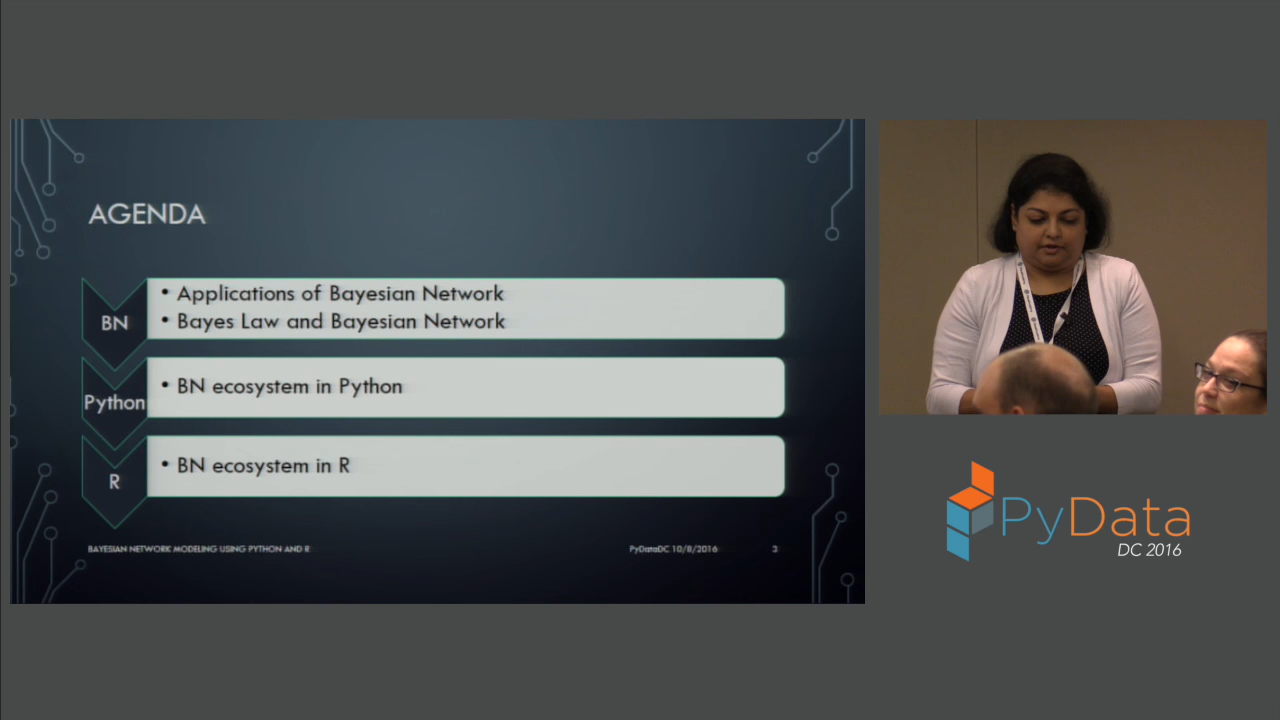 AGENDA
BN
• Applications of Bayesian Network
• Bayes Law and Bayesian Network
Python
• BN ecosystem in Python
R
• BN ecosystem in R
BAYESIAN NETWORK MODELING USING PYTHON AND R
PyDataDC 10/8/2016
3
PyData
DC 2016